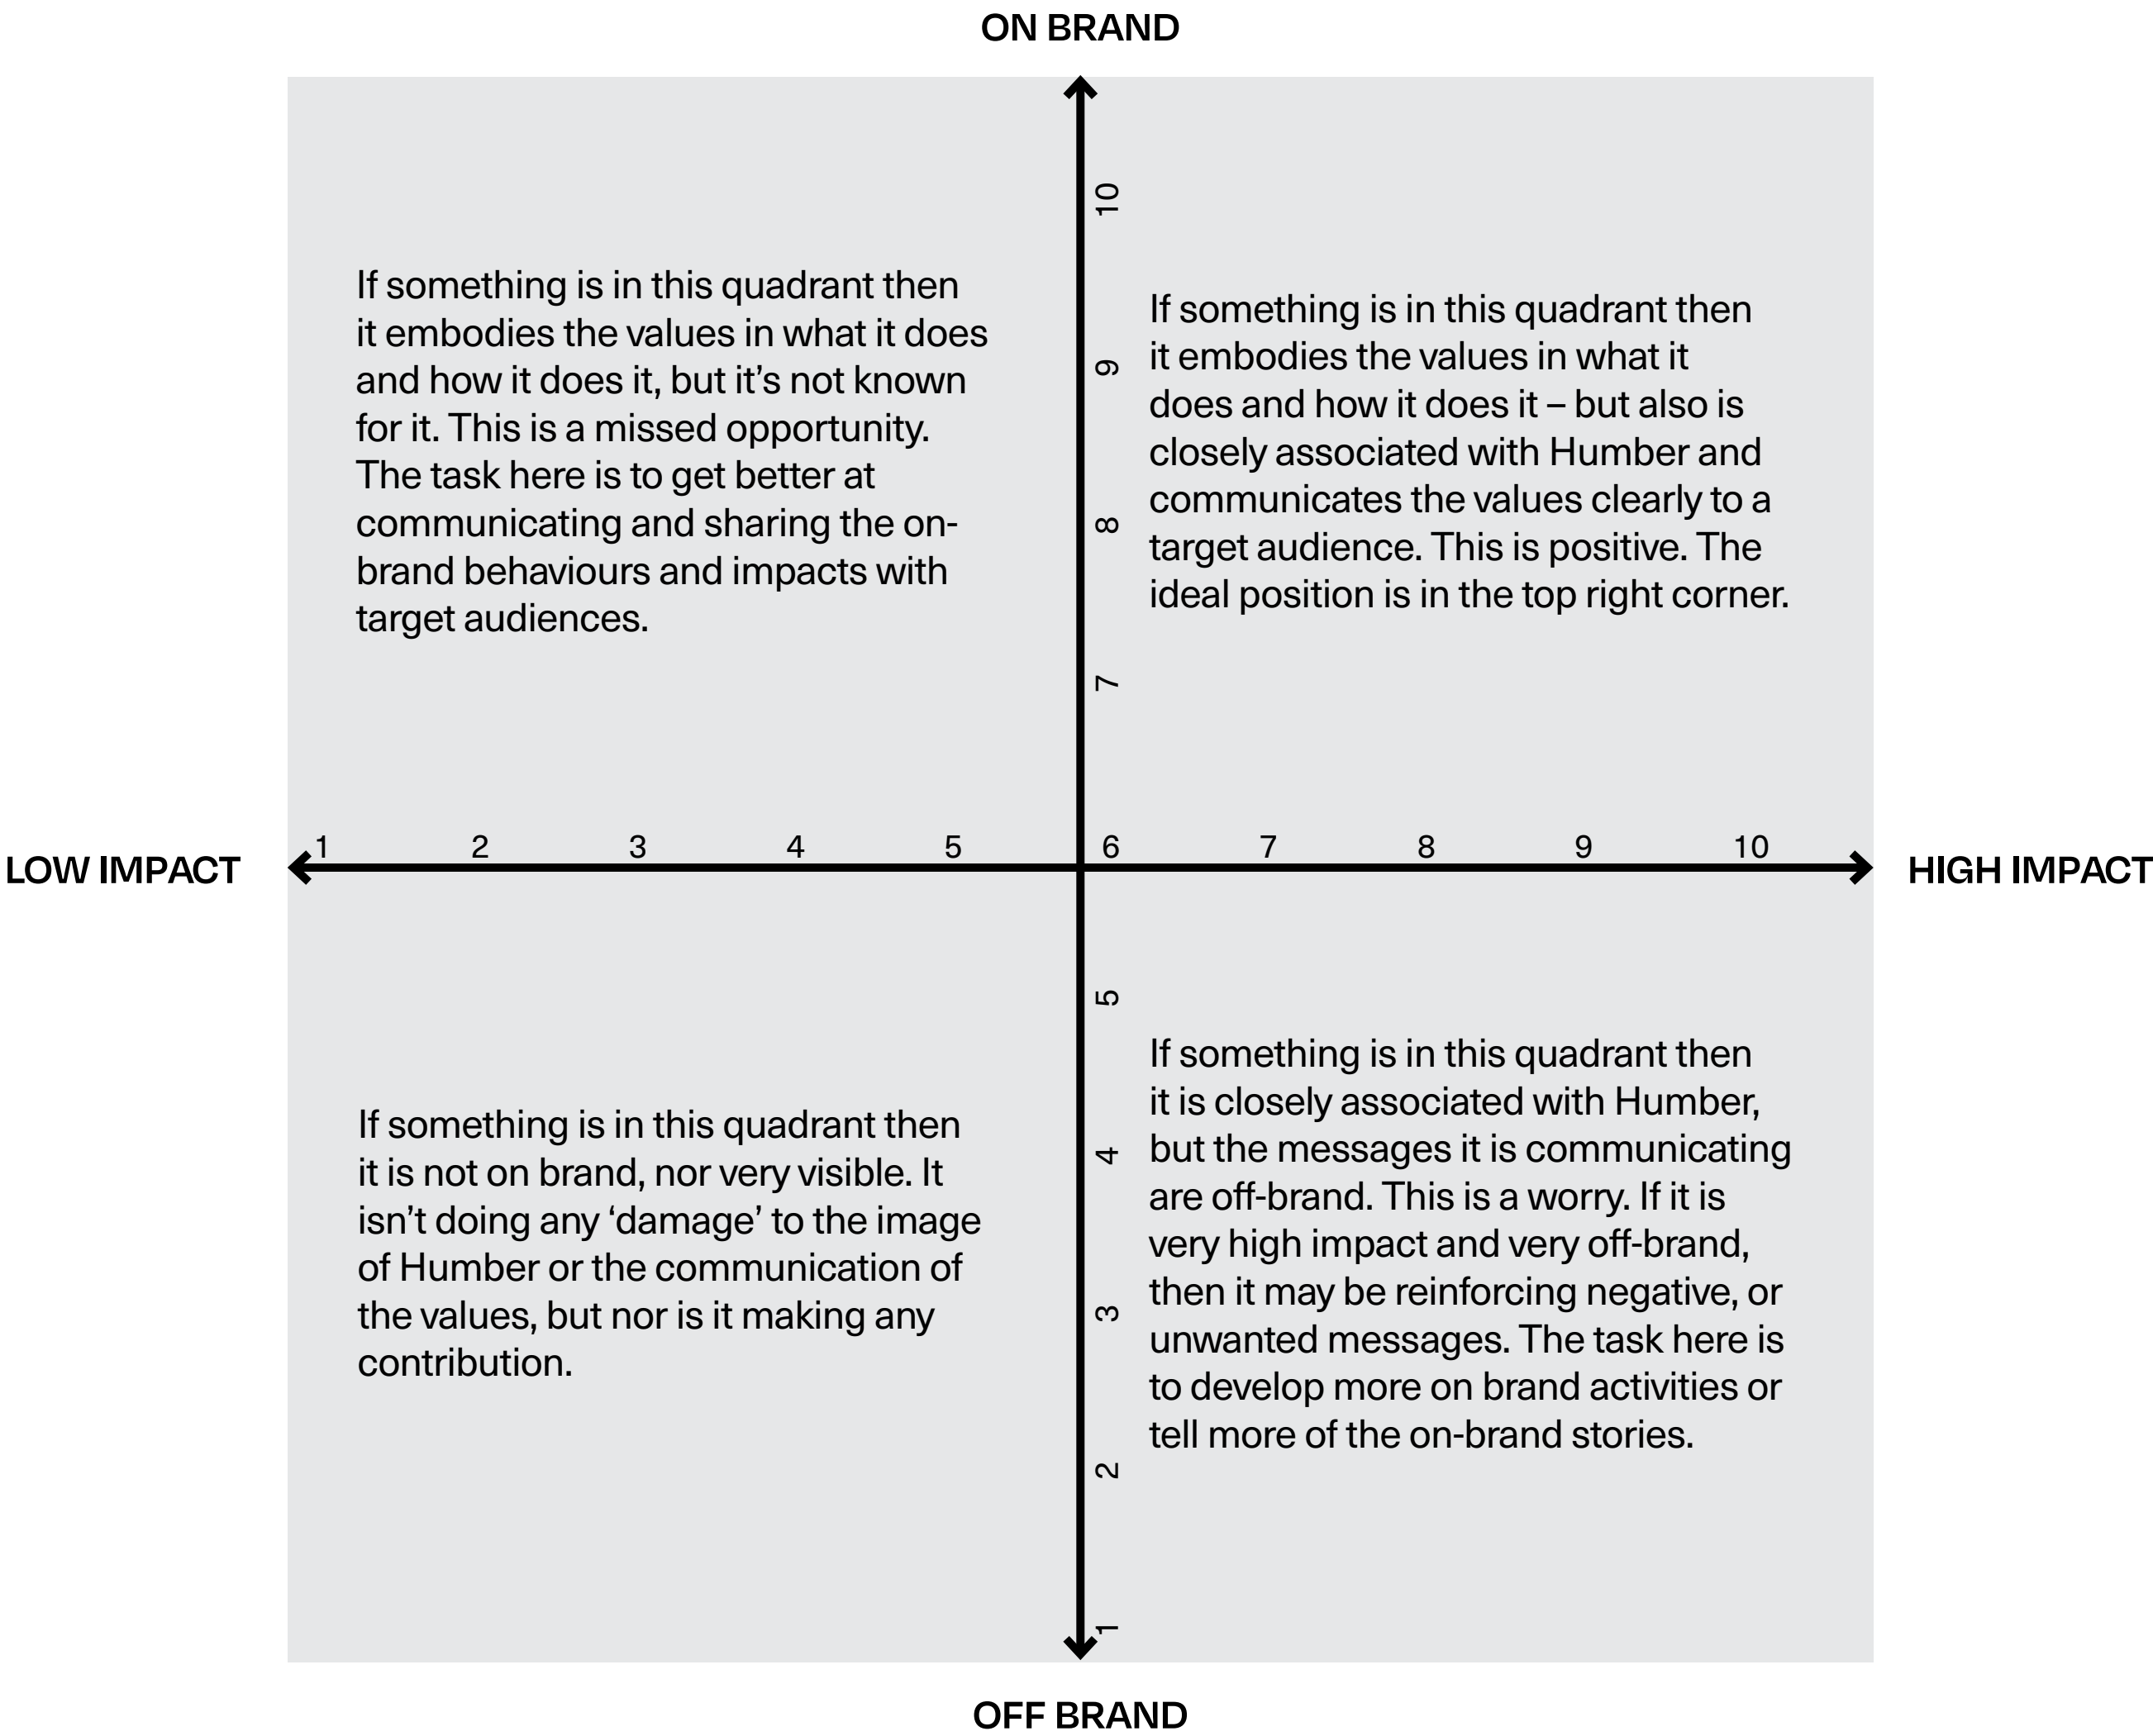 ON BRAND
If something is in this quadrant then
it embodies the values in what it does
and how it does it, but it’s not known
for it. This is a missed opportunity.
The task here is to get better at
communicating and sharing the on-
brand behaviours and impacts with
target audiences.
10
9
8
7
If something is in this quadrant then
it embodies the values in what it
does and how it does it – but also is
closely associated with Humber and
communicates the values clearly to a
target audience. This is positive. The
ideal position is in the top right corner.
LOW IMPACT
1 2 3 4 5 6 7 8 9 10
HIGH IMPACT
If something is in this quadrant then
it is not on brand, nor very visible. It
isn’t doing any ‘damage’ to the image
of Humber or the communication of
the values, but nor is it making any
contribution.
5
4
3
2
1
If something is in this quadrant then
it is closely associated with Humber,
but the messages it is communicating
are off-brand. This is a worry. If it is
very high impact and very off-brand,
then it may be reinforcing negative, or
unwanted messages. The task here is
to develop more on brand activities or
tell more of the on-brand stories.
OFF BRAND